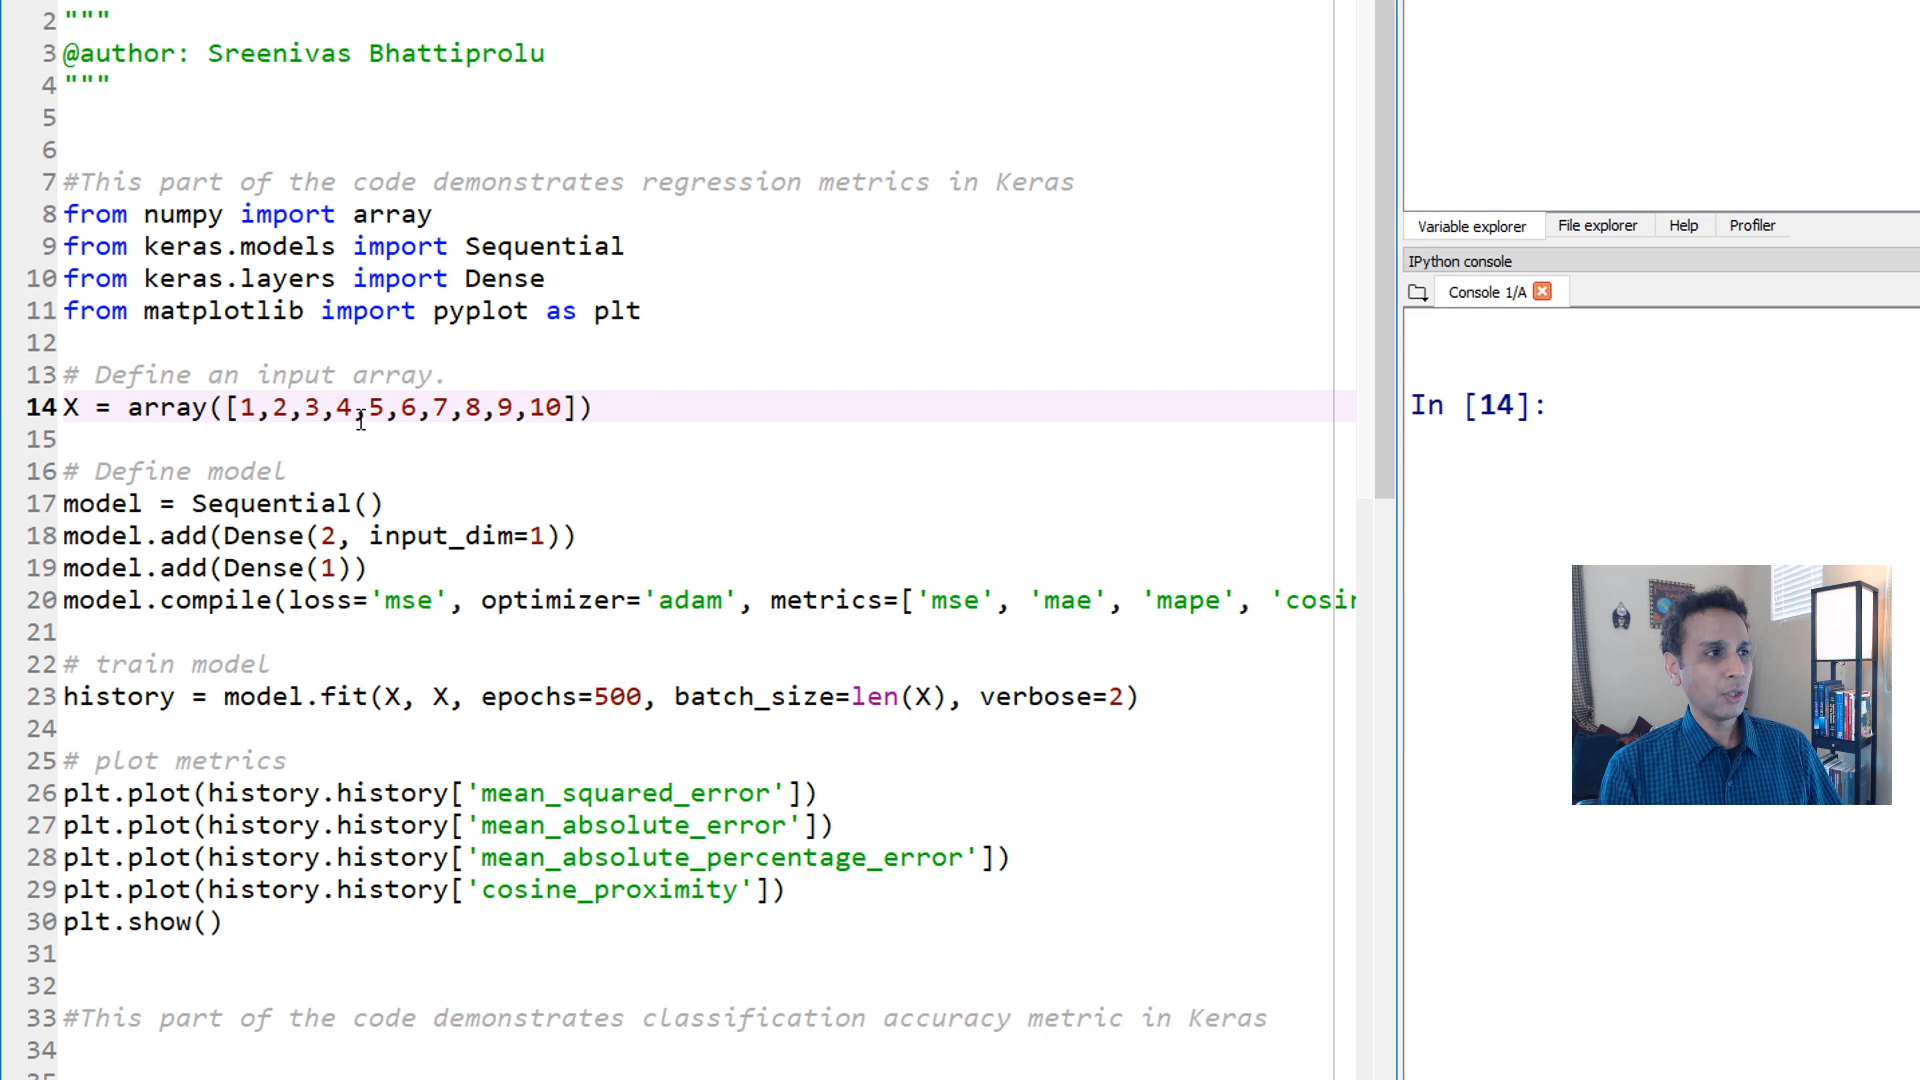 2 """
3 @author: Sreenivas Bhattiprolu
4 """
5
6
7 #This part of the code demonstrates regression metrics in Keras
8 from numpy import array
9 from keras.models import Sequential
10 from keras.layers import Dense
11 from matplotlib import pyplot as plt
12
13 # Define an input array.
14 X = array([1,2,3,4,5,6,7,8,9,10])
15
16 # Define model
17 model = Sequential()
18 model.add(Dense(2, input_dim=1))
19 model.add(Dense(1))
20 model.compile(loss='mse', optimizer='adam', metrics=['mse', 'mae', 'mape', 'cosin
21
22 # train model
23 history = model.fit(X, X, epochs=500, batch_size=len(X), verbose=2)
24
25 # plot metrics
26 plt.plot(history.history['mean_squared_error'])
27 plt.plot(history.history['mean_absolute_error'])
28 plt.plot(history.history['mean_absolute_percentage_error'])
29 plt.plot(history.history['cosine_proximity'])
30 plt.show()
31
32
33 #This part of the code demonstrates classification accuracy metric in Keras
34
Variable explorer File explorer Help Profiler
IPython console
Console 1/A
In [14]: